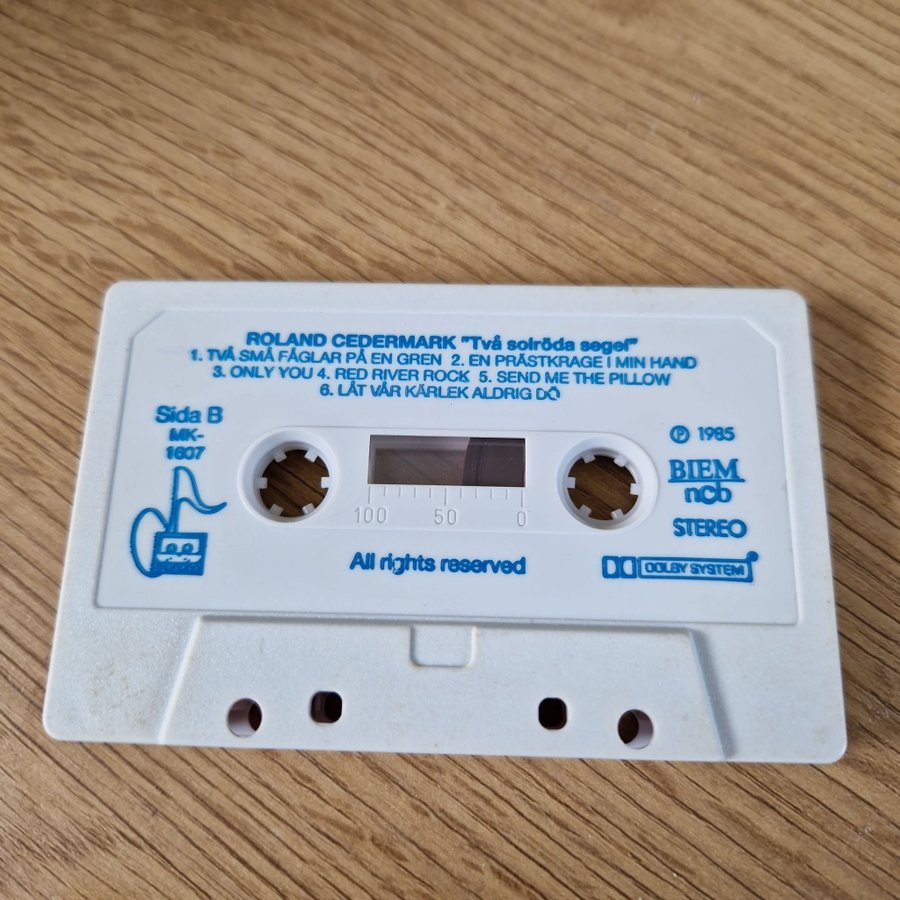 ROLAND CEDERMARK "Två solröda segel"
1. TVÅ SMÅ FÅGLAR PÅ EN GREN 2. EN PRÄSTKRAGE I MIN HAND
3. ONLY YOU 4. RED RIVER ROCK 5. SEND ME THE PILLOW
6. LÅT VÅR KÄRLEK ALDRIG DÖ
Sida B
MK-
1607
Ⓟ 1985
BIEM
ncb
STEREO
100 50 0
All rights reserved
DOLBY SYSTEM